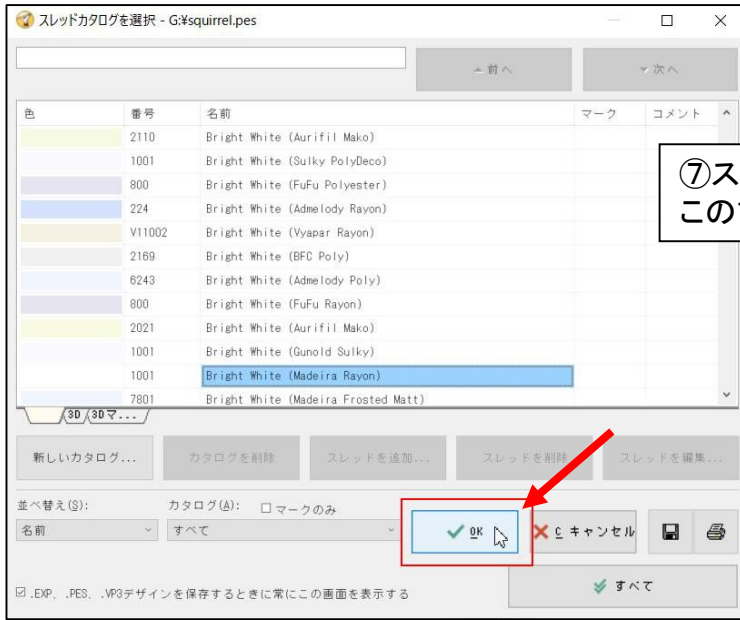 スレッドカタログを選択 - G:¥squirrel.pes
前へ
次へ
色 番号 名前 マーク コメント
2110 Bright White (Aurifil Mako)
1001 Bright White (Sulky PolyDeco)
800 Bright White (FuFu Polyester)
224 Bright White (Admelody Rayon)
V11002 Bright White (Vyapar Rayon)
2169 Bright White (BFC Poly)
6243 Bright White (Admelody Poly)
800 Bright White (FuFu Rayon)
2021 Bright White (Aurifil Mako)
1001 Bright White (Gunold Sulky)
1001 Bright White (Madeira Rayon)
7801 Bright White (Madeira Frosted Matt)
⑦ス
この
3D 3Dマ...
新しいカタログ... カタログを削除 スレッドを追加... スレッドを削除 スレッドを編集...
並べ替え(S): カタログ(A): マークのみ
名前 すべて
OK C キャンセル
すべて
.EXP、.PES、.VP3デザインを保存するときに常にこの画面を表示する